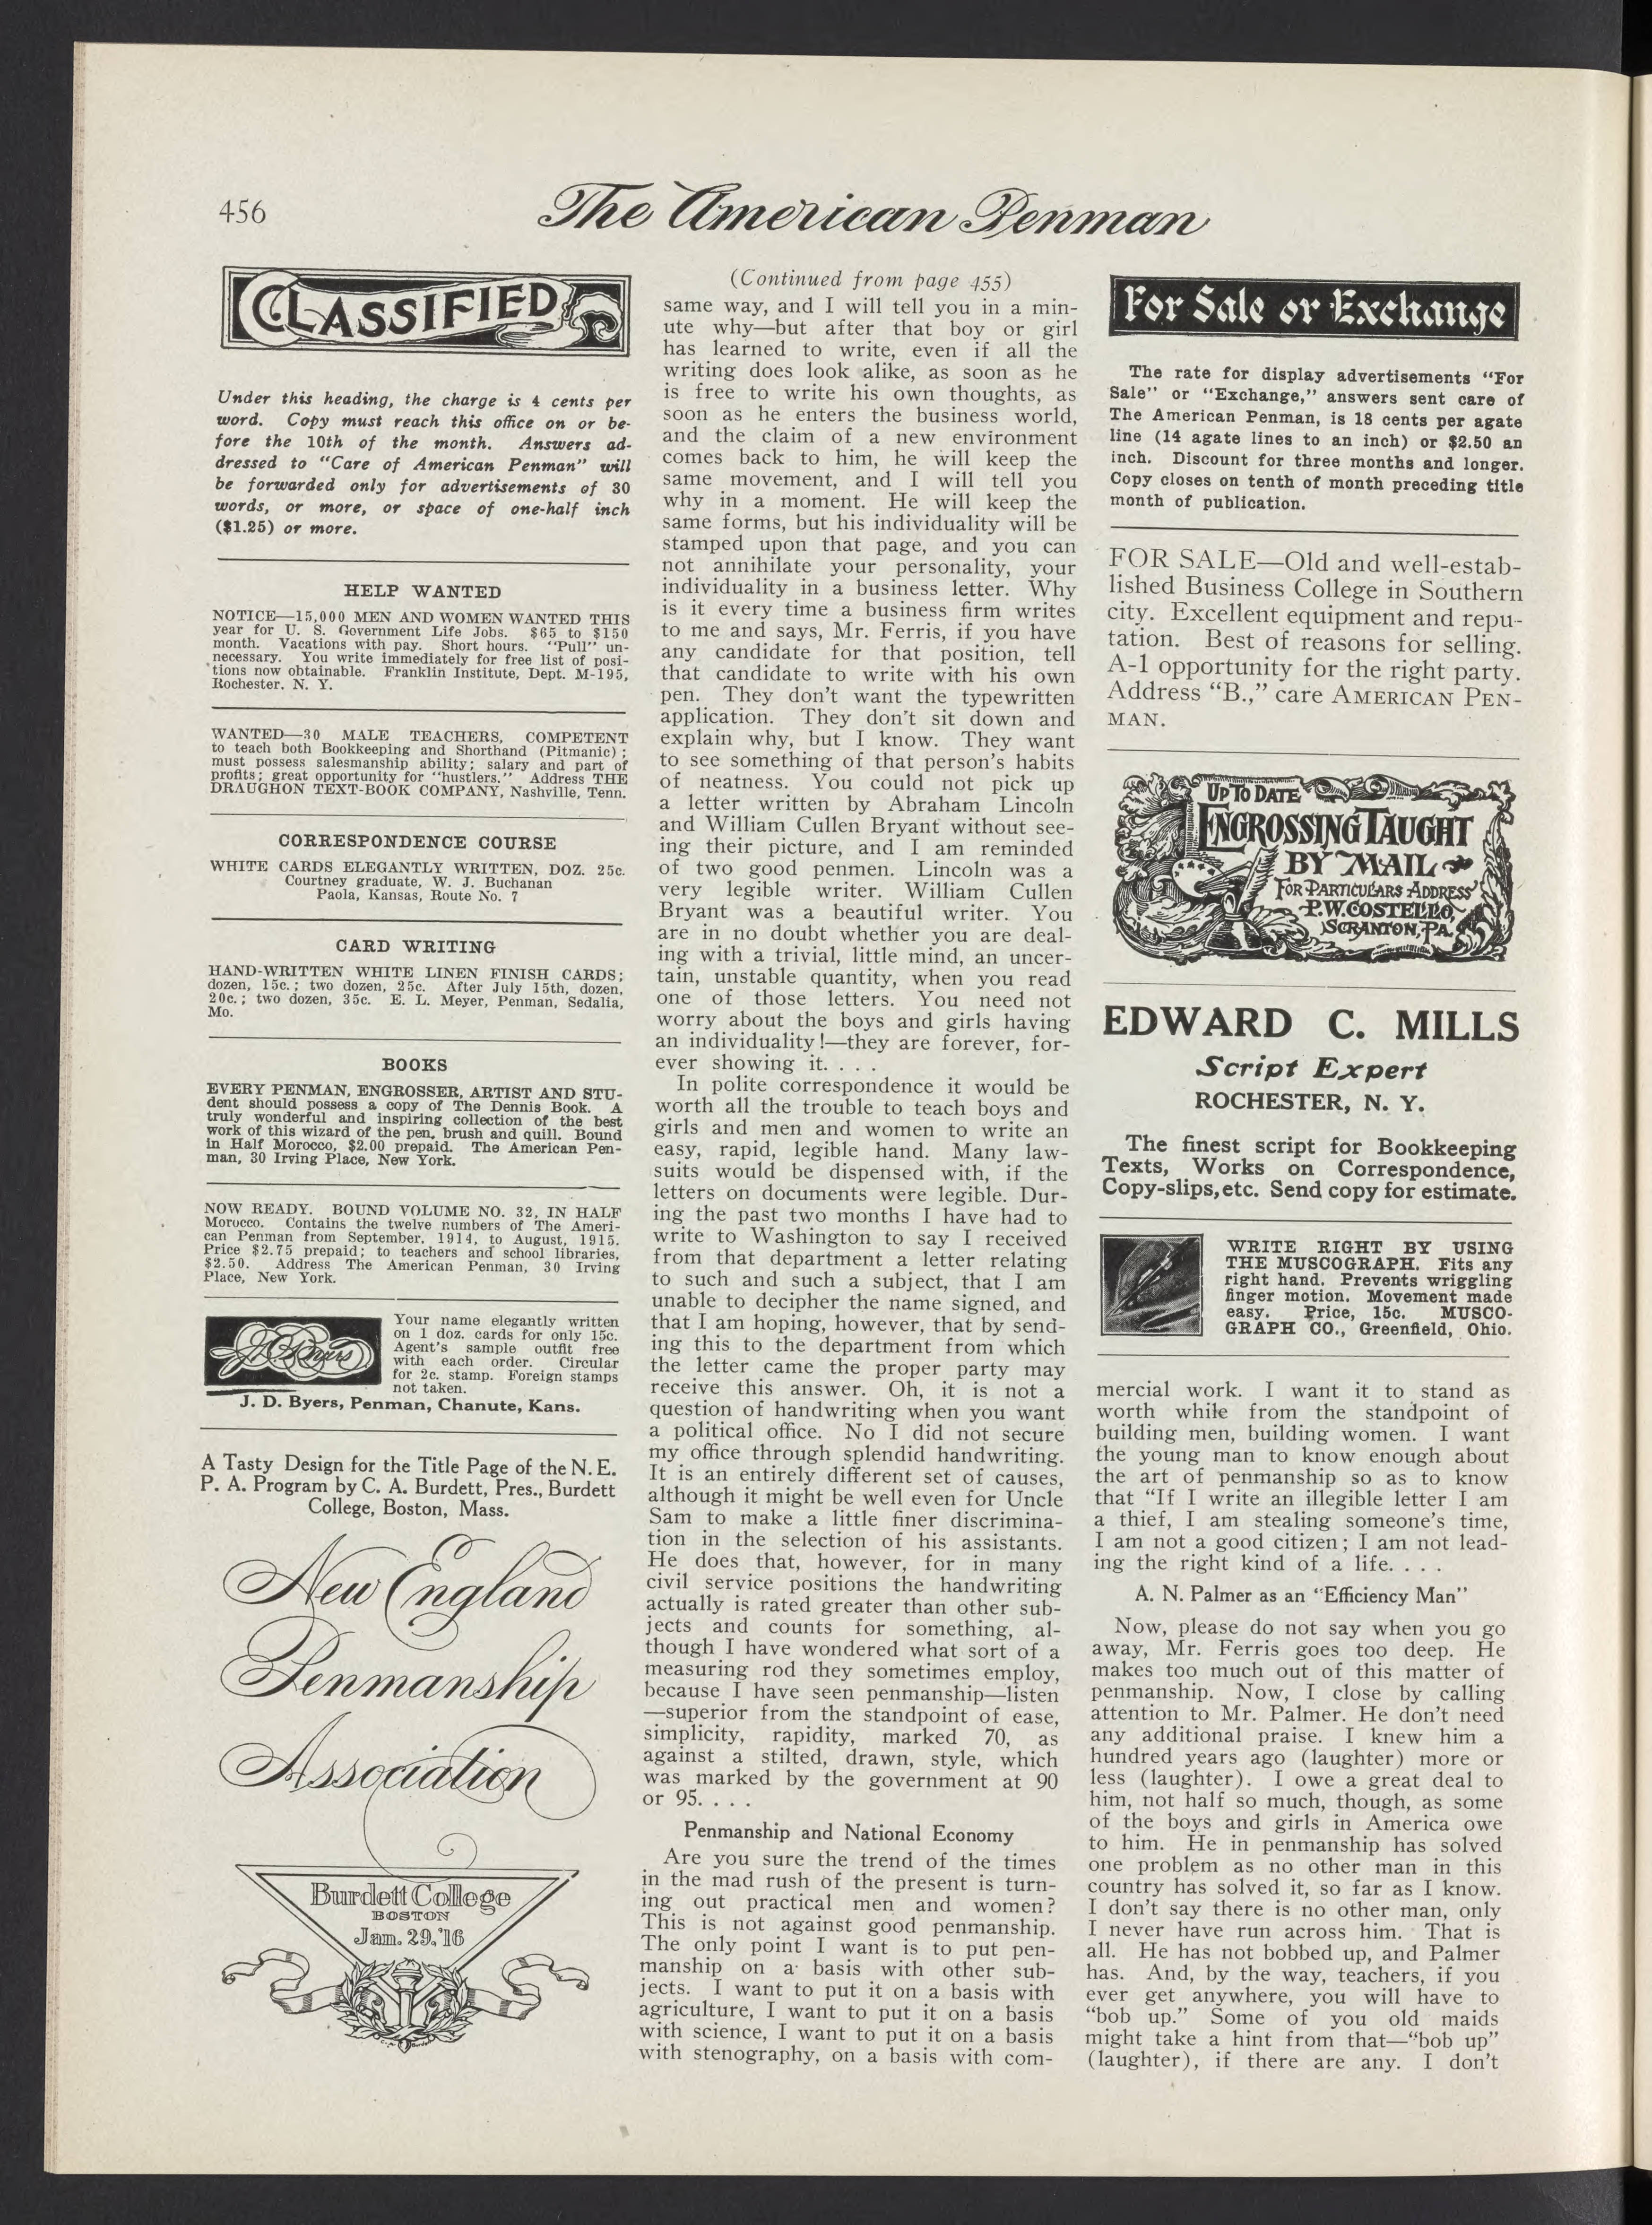 456
The American Penman
CLASSIFIED
Under this heading, the charge is 4 cents per
word. Copy must reach this office on or be-
fore the 10th of the month. Answers ad-
dressed to "Care of American Penman" will
be forwarded only for advertisements of 30
words, or more, or space of one-half inch
($1.25) or more.
HELP WANTED
NOTICE—15,000 MEN AND WOMEN WANTED THIS
year for U. S. Government Life Jobs. $65 to $150
month. Vacations with pay. Short hours. "Pull" un-
necessary. You write immediately for free list of posi-
tions now obtainable. Franklin Institute, Dept. M-195,
Rochester, N. Y.
WANTED—30 MALE TEACHERS, COMPETENT
to teach both Bookkeeping and Shorthand (Pitmanic);
must possess salesmanship ability; salary and part of
profits; great opportunity for "hustlers." Address THE
DRAUGHON TEXT-BOOK COMPANY, Nashville, Tenn.
CORRESPONDENCE COURSE
WHITE CARDS ELEGANTLY WRITTEN, DOZ. 25c.
Courtney graduate, W. J. Buchanan
Paola, Kansas, Route No. 7
CARD WRITING
HAND-WRITTEN WHITE LINEN FINISH CARDS;
dozen, 15c.; two dozen, 25c. After July 15th, dozen,
20c.; two dozen, 35c. E. L. Meyer, Penman, Sedalia,
Mo.
BOOKS
EVERY PENMAN, ENGROSSER, ARTIST AND STU-
dent should possess a copy of The Dennis Book. A
truly wonderful and inspiring collection of the best
work of this wizard of the pen, brush and quill. Bound
in Half Morocco, $2.00 prepaid. The American Pen-
man, 30 Irving Place, New York.
NOW READY. BOUND VOLUME NO. 32, IN HALF
Morocco. Contains the twelve numbers of The Ameri-
can Penman from September, 1914, to August, 1915.
Price $2.75 prepaid; to teachers and school libraries,
$2.50. Address The American Penman, 30 Irving
Place, New York.
Your name elegantly written
on 1 doz. cards for only 15c.
Agent's sample outfit free
with each order. Circular
for 2c. stamp. Foreign stamps
not taken.
J. D. Byers, Penman, Chanute, Kans.
A Tasty Design for the Title Page of the N. E.
P. A. Program by C. A. Burdett, Pres., Burdett
College, Boston, Mass.
New England
Penmanship
Association
Burdett College
BOSTON
Jan. 29, '16
(Continued from page 455)
same way, and I will tell you in a min-
ute why—but after that boy or girl
has learned to write, even if all the
writing does look alike, as soon as he
is free to write his own thoughts, as
soon as he enters the business world,
and the claim of a new environment
comes back to him, he will keep the
same movement, and I will tell you
why in a moment. He will keep the
same forms, but his individuality will be
stamped upon that page, and you can
not annihilate your personality, your
individuality in a business letter. Why
is it every time a business firm writes
to me and says, Mr. Ferris, if you have
any candidate for that position, tell
that candidate to write with his own
pen. They don't want the typewritten
application. They don't sit down and
explain why, but I know. They want
to see something of that person's habits
of neatness. You could not pick up
a letter written by Abraham Lincoln
and William Cullen Bryant without see-
ing their picture, and I am reminded
of two good penmen. Lincoln was a
very legible writer. William Cullen
Bryant was a beautiful writer. You
are in no doubt whether you are deal-
ing with a trivial, little mind, an uncer-
tain, unstable quantity, when you read
one of those letters. You need not
worry about the boys and girls having
an individuality!—they are forever, for-
ever showing it. . . .
In polite correspondence it would be
worth all the trouble to teach boys and
girls and men and women to write an
easy, rapid, legible hand. Many law-
suits would be dispensed with, if the
letters on documents were legible. Dur-
ing the past two months I have had to
write to Washington to say I received
from that department a letter relating
to such and such a subject, that I am
unable to decipher the name signed, and
that I am hoping, however, that by send-
ing this to the department from which
the letter came the proper party may
receive this answer. Oh, it is not a
question of handwriting when you want
a political office. No I did not secure
my office through splendid handwriting.
It is an entirely different set of causes,
although it might be well even for Uncle
Sam to make a little finer discrimina-
tion in the selection of his assistants.
He does that, however, for in many
civil service positions the handwriting
actually is rated greater than other sub-
jects and counts for something, al-
though I have wondered what sort of a
measuring rod they sometimes employ,
because I have seen penmanship—listen
—superior from the standpoint of ease,
simplicity, rapidity, marked 70, as
against a stilted, drawn, style, which
was marked by the government at 90
or 95. . . .
Penmanship and National Economy
Are you sure the trend of the times
in the mad rush of the present is turn-
ing out practical men and women?
This is not against good penmanship.
The only point I want is to put pen-
manship on a basis with other sub-
jects. I want to put it on a basis with
agriculture, I want to put it on a basis
with science, I want to put it on a basis
with stenography, on a basis with com-
For Sale or Exchange
The rate for display advertisements "For
Sale" or "Exchange," answers sent care of
The American Penman, is 18 cents per agate
line (14 agate lines to an inch) or $2.50 an
inch. Discount for three months and longer.
Copy closes on tenth of month preceding title
month of publication.
FOR SALE—Old and well-estab-
lished Business College in Southern
city. Excellent equipment and repu-
tation. Best of reasons for selling.
A-1 opportunity for the right party.
Address "B.," care AMERICAN PEN-
MAN.
UP TO DATE
ENGROSSING TAUGHT
BY MAIL
FOR PARTICULARS ADDRESS
P.W. COSTELLO,
SCRANTON, PA.
EDWARD C. MILLS
Script Expert
ROCHESTER, N. Y.
The finest script for Bookkeeping
Texts, Works on Correspondence,
Copy-slips, etc. Send copy for estimate.
WRITE RIGHT BY USING
THE MUSCOGRAPH. Fits any
right hand. Prevents wriggling
finger motion. Movement made
easy. Price, 15c. MUSCO-
GRAPH CO., Greenfield, Ohio.
mercial work. I want it to stand as
worth while from the standpoint of
building men, building women. I want
the young man to know enough about
the art of penmanship so as to know
that "If I write an illegible letter I am
a thief, I am stealing someone's time,
I am not a good citizen; I am not lead-
ing the right kind of a life. . . .
A. N. Palmer as an "Efficiency Man"
Now, please do not say when you go
away, Mr. Ferris goes too deep. He
makes too much out of this matter of
penmanship. Now, I close by calling
attention to Mr. Palmer. He don't need
any additional praise. I knew him a
hundred years ago (laughter) more or
less (laughter). I owe a great deal to
him, not half so much, though, as some
of the boys and girls in America owe
to him. He in penmanship has solved
one problem as no other man in this
country has solved it, so far as I know.
I don't say there is no other man, only
I never have run across him. That is
all. He has not bobbed up, and Palmer
has. And, by the way, teachers, if you
ever get anywhere, you will have to
"bob up." Some of you old maids
might take a hint from that—"bob up"
(laughter), if there are any. I don't